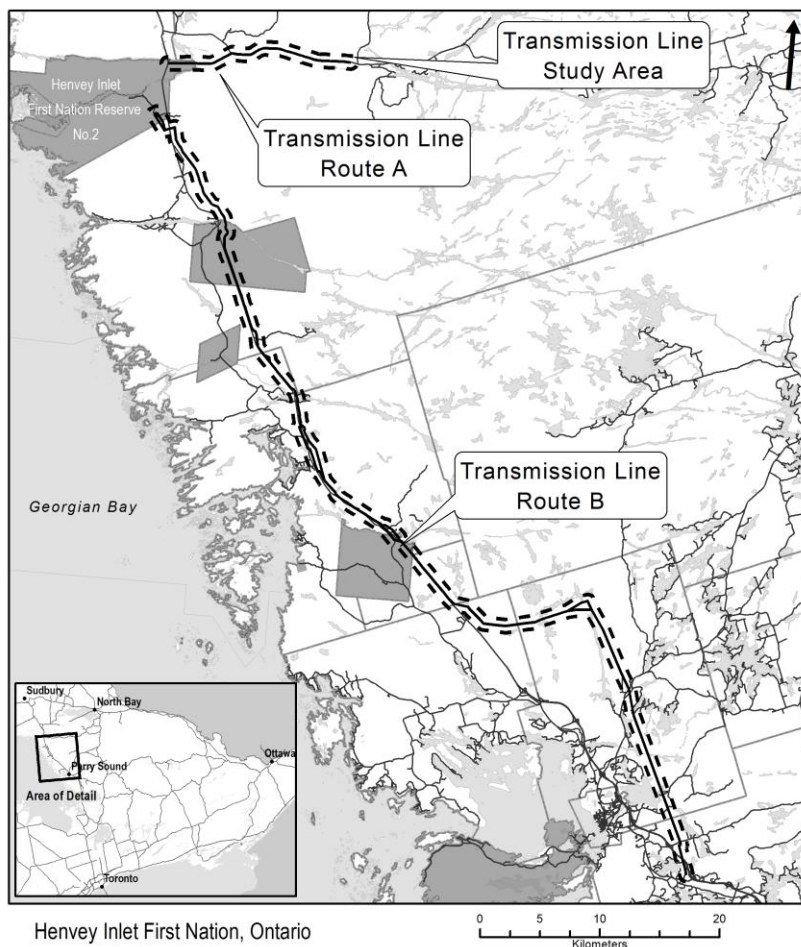 Transmission Line
Study Area
Henvey Inlet
First Nation Reserve
No.2
Transmission Line
Route A
Transmission Line
Route B
Georgian Bay
Sudbury
North Bay
Ottawa
Parry Sound
Area of Detail
Toronto
Henvey Inlet First Nation, Ontario
0 5 10 20
Kilometers